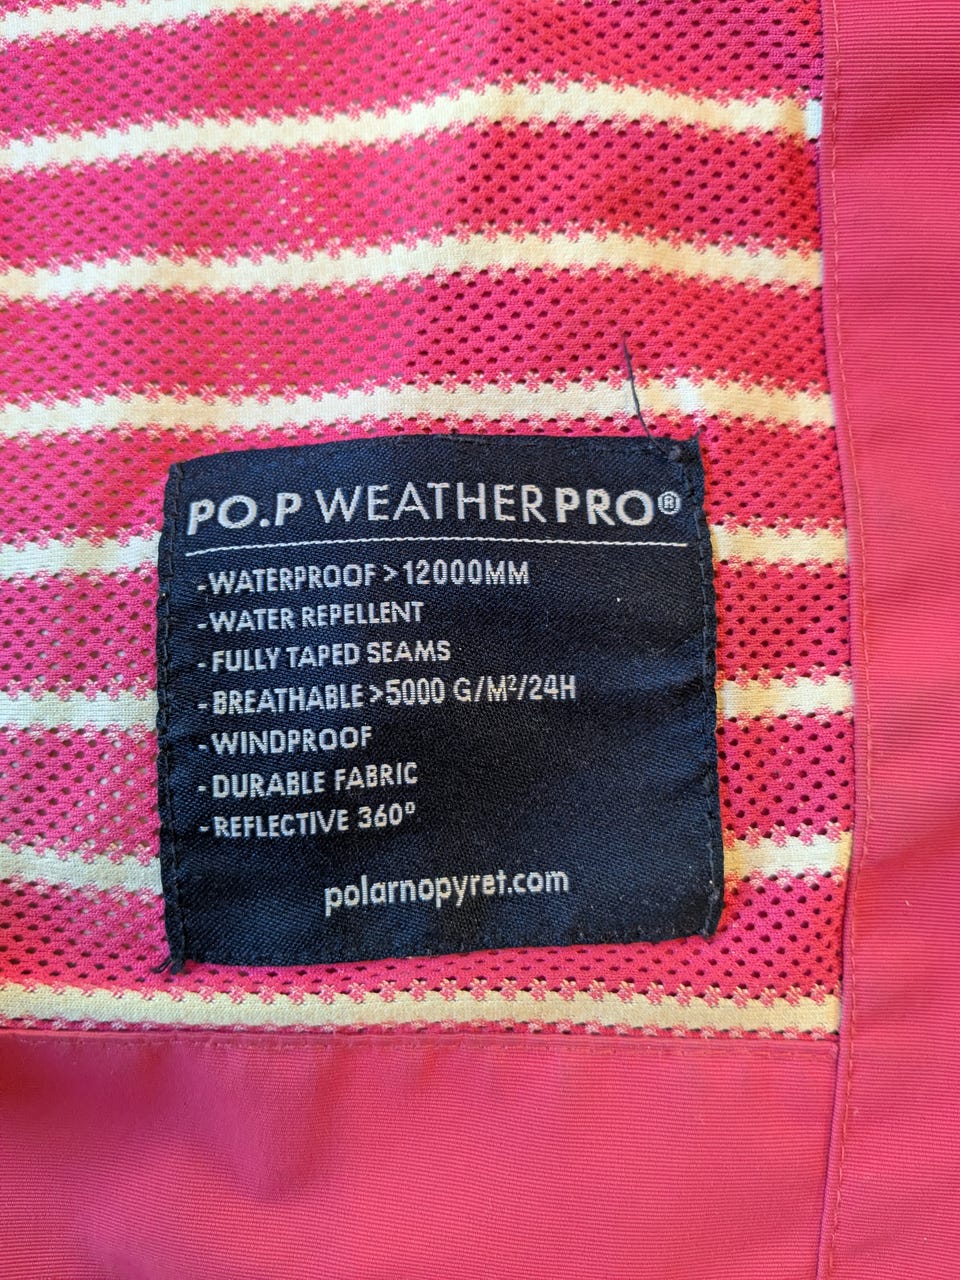 PO.P WEATHERPRO®
-WATERPROOF >12000MM
-WATER REPELLENT
-FULLY TAPED SEAMS
-BREATHABLE >5000 G/M²/24H
-WINDPROOF
-DURABLE FABRIC
-REFLECTIVE 360°
polarnopyret.com